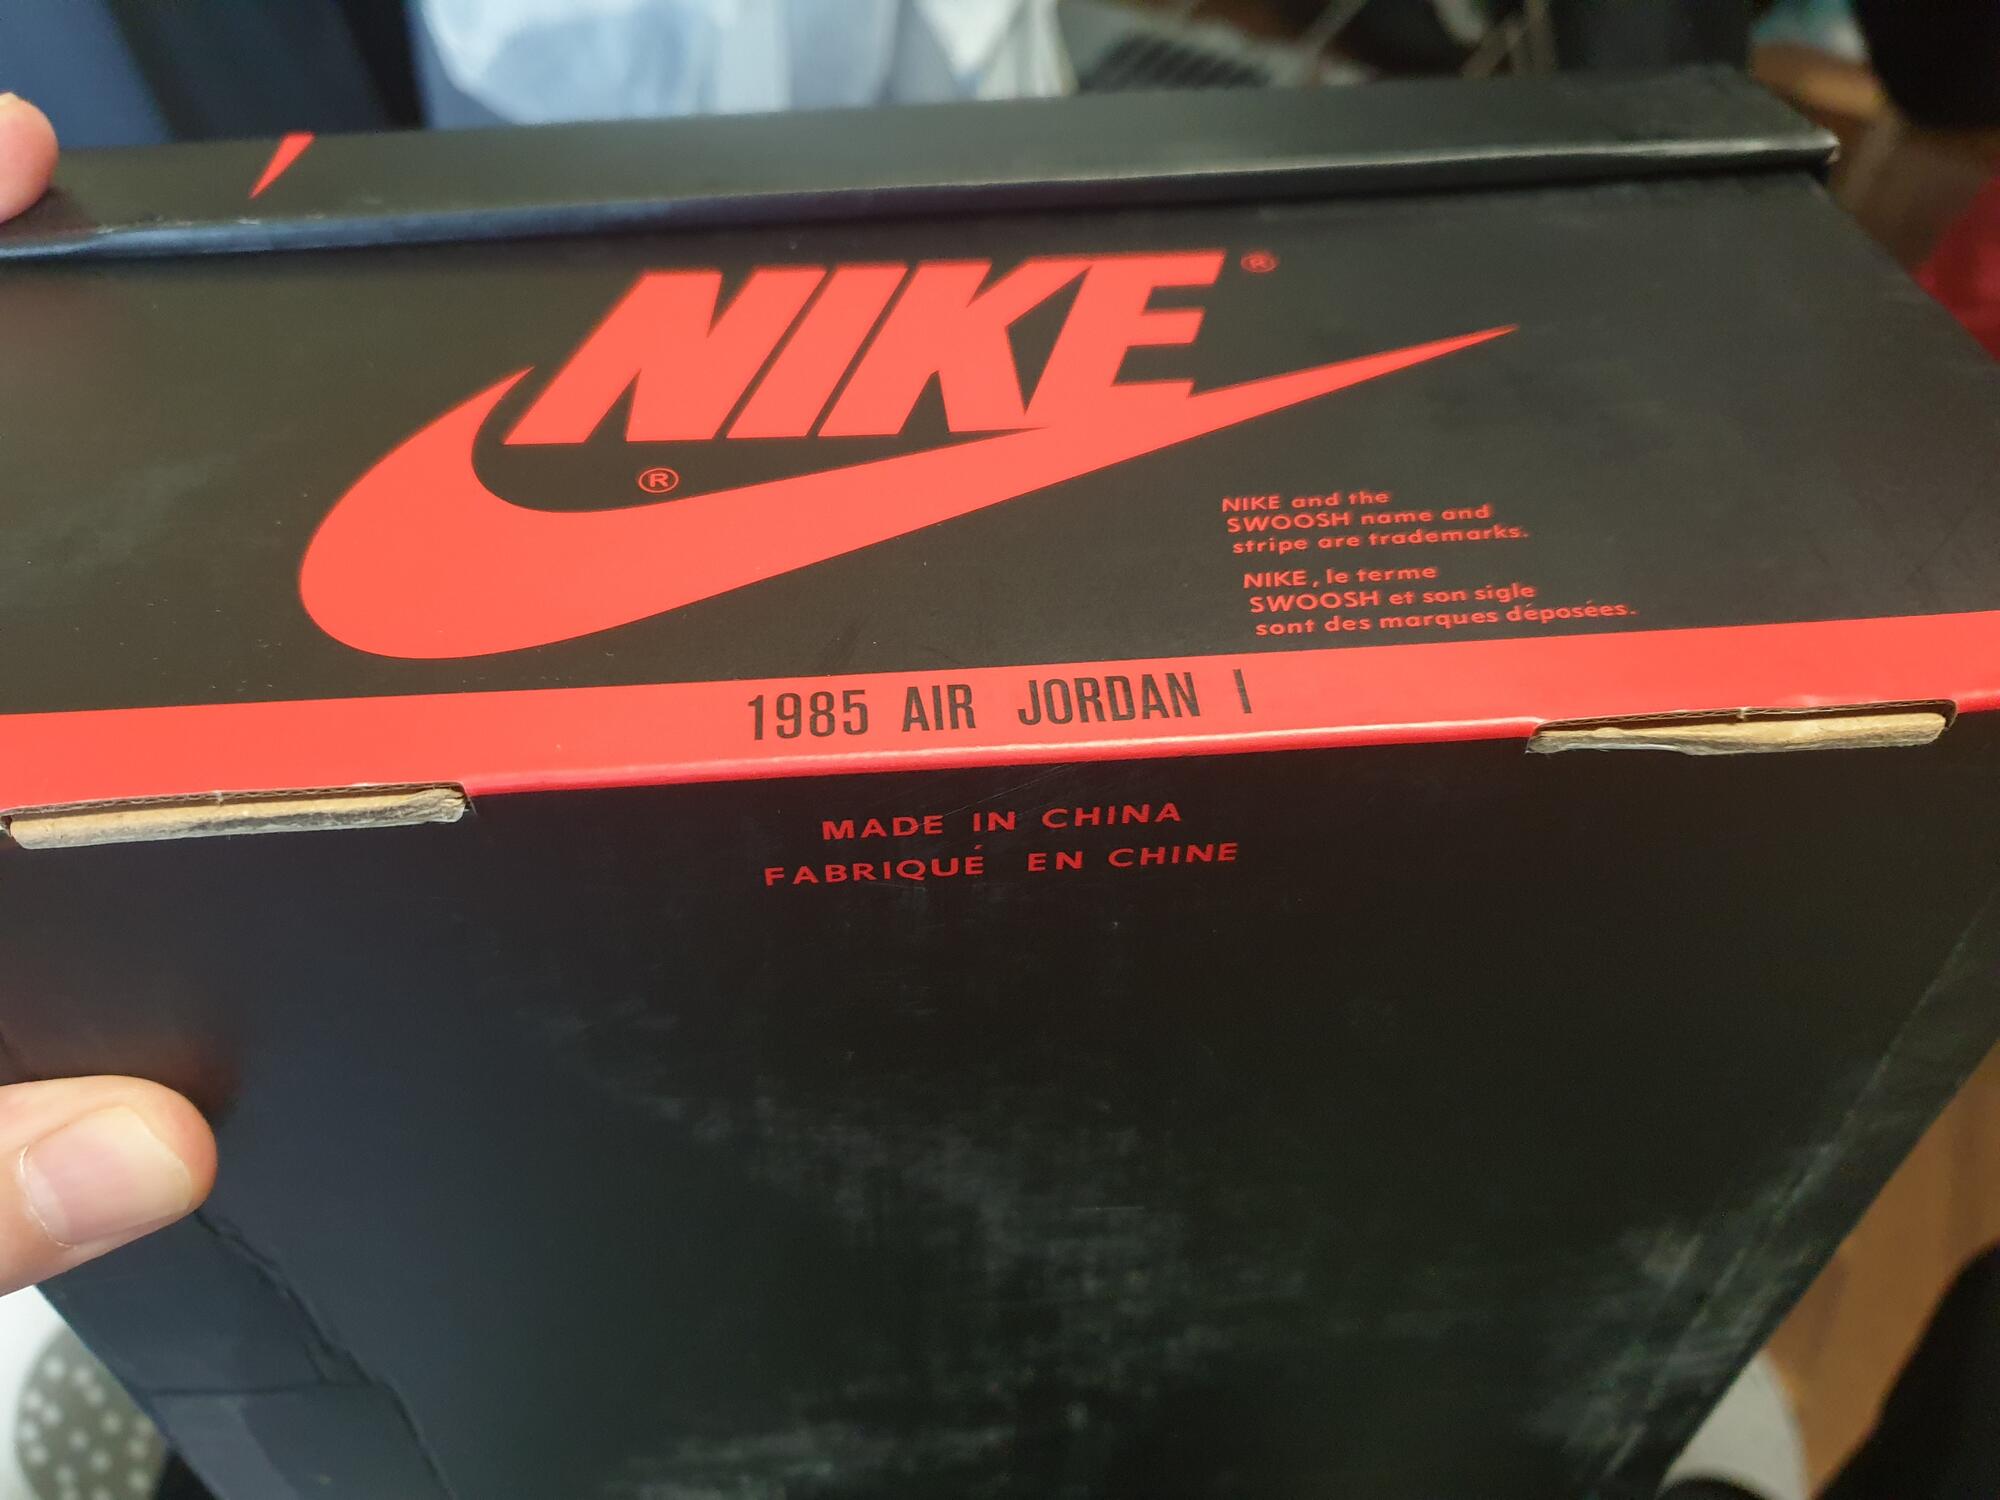 NIKE®
®
NIKE and the
SWOOSH name and
stripe are trademarks.
NIKE, le terme
SWOOSH et son sigle
sont des marques déposées.
1985 AIR JORDAN I
MADE IN CHINA
FABRIQUÉ EN CHINE